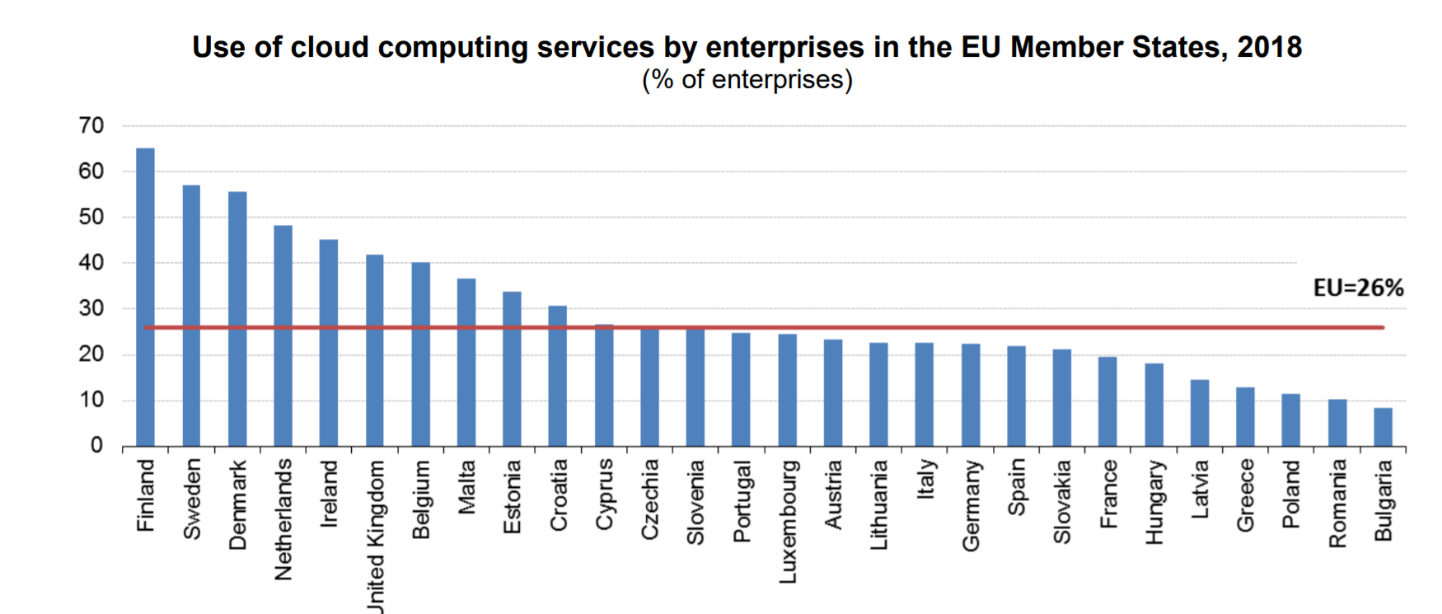 Use of cloud computing services by enterprises in the EU Member States, 2018
(% of enterprises)
70
60
50
40
30
20
10
0
EU=26%
Finland
Sweden
Denmark
Netherlands
Ireland
United Kingdom
Belgium
Malta
Estonia
Croatia
Cyprus
Czechia
Slovenia
Portugal
Luxembourg
Austria
Lithuania
Italy
Germany
Spain
Slovakia
France
Hungary
Latvia
Greece
Poland
Romania
Bulgaria